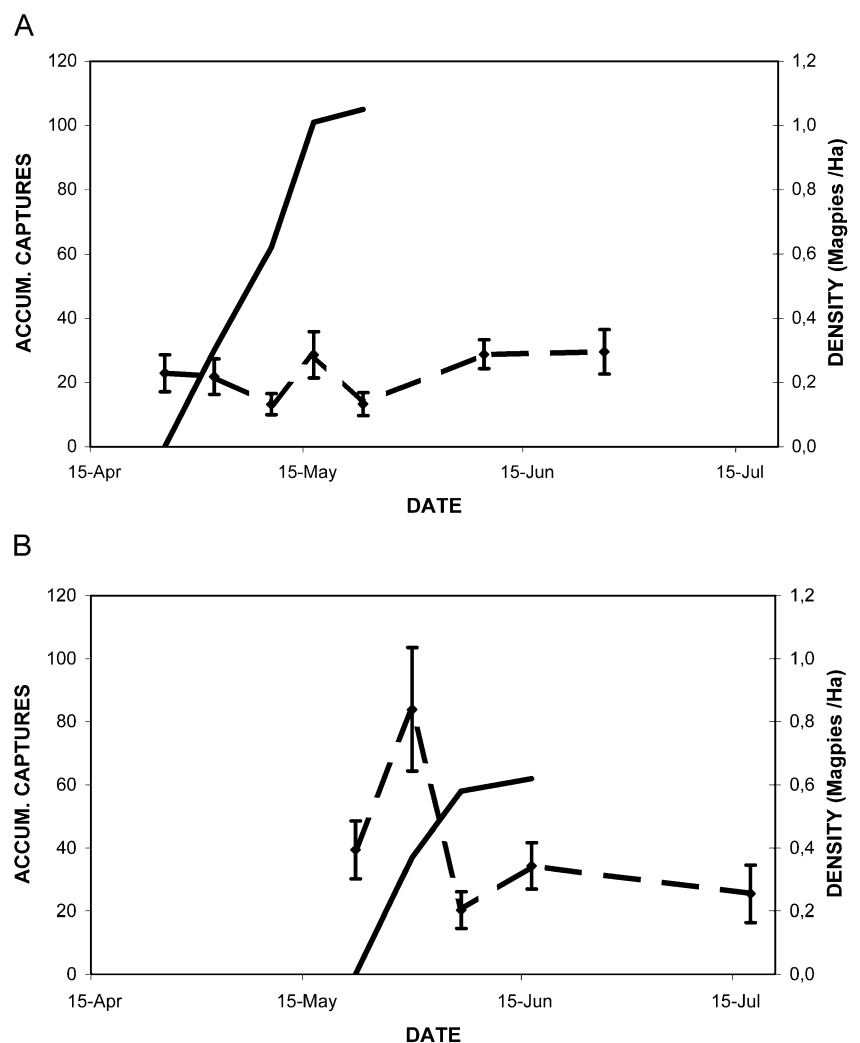 A
120
100
80
60
40
20
0
ACCUM. CAPTURES
1,2
1,0
0,8
0,6
0,4
0,2
0,0
DENSITY (Magpies /Ha)
15-Apr 15-May 15-Jun 15-Jul
DATE
B
120
100
80
60
40
20
0
ACCUM. CAPTURES
1,2
1,0
0,8
0,6
0,4
0,2
0,0
DENSITY (Magpies /Ha)
15-Apr 15-May 15-Jun 15-Jul
DATE